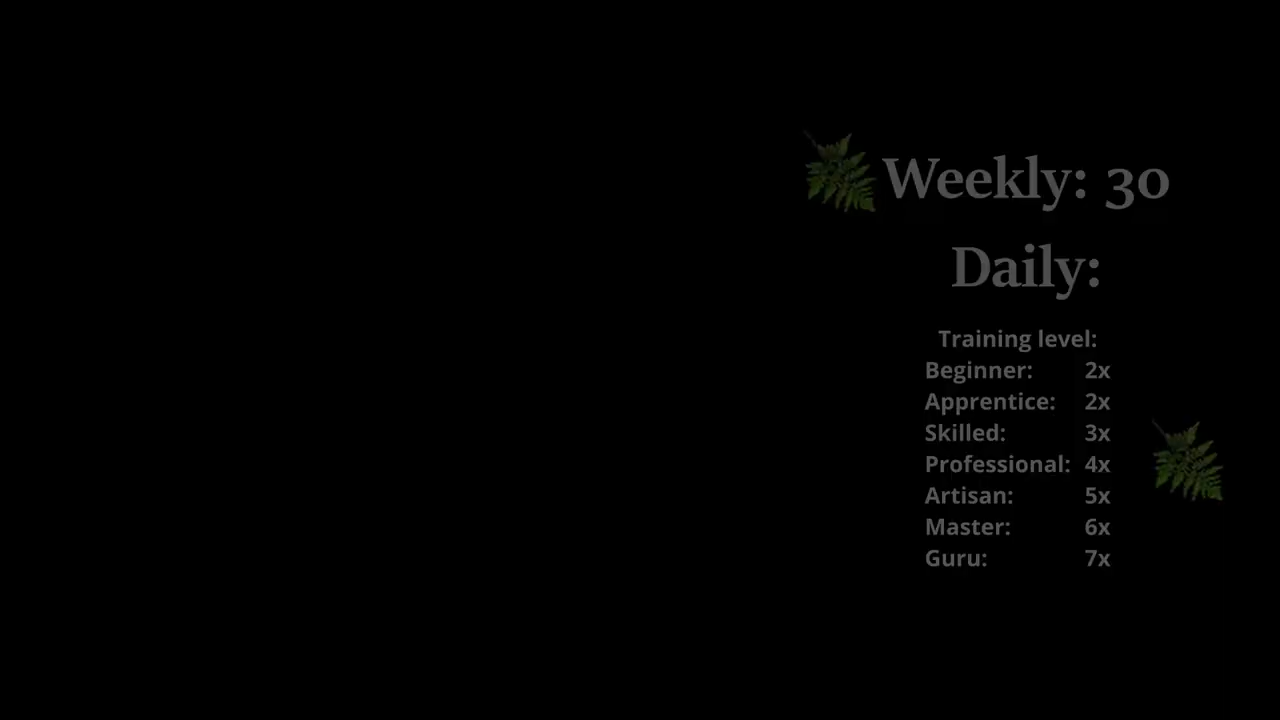 Weekly: 30
Daily:
Training level:
Beginner: 2x
Apprentice: 2x
Skilled: 3x
Professional: 4x
Artisan: 5x
Master: 6x
Guru: 7x